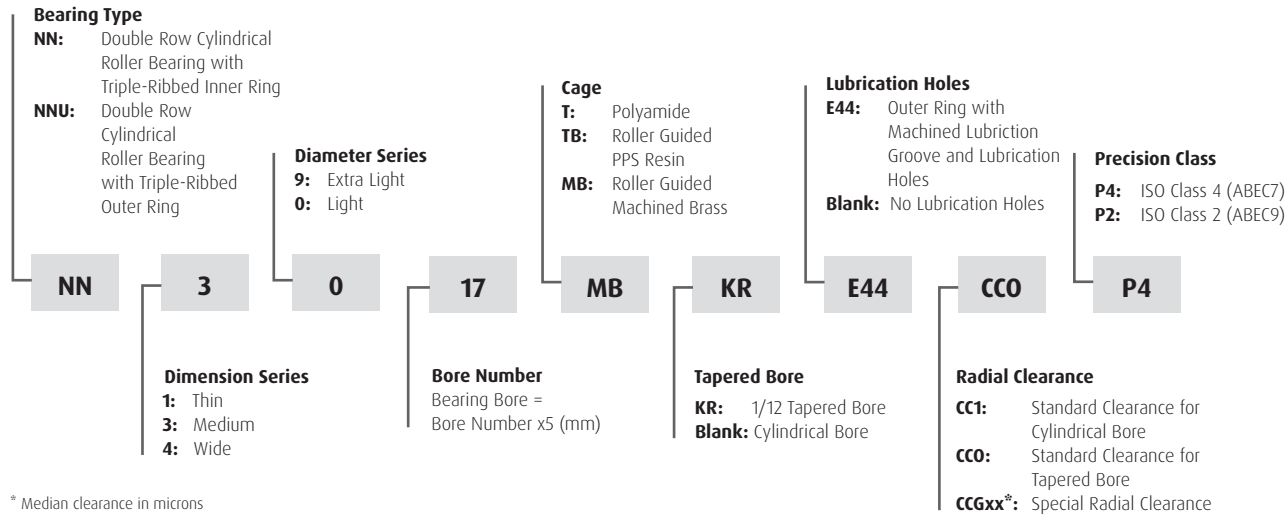 Bearing Type
NN: Double Row Cylindrical
Roller Bearing with
Triple-Ribbed Inner Ring
NNU: Double Row
Cylindrical
Roller Bearing
with Triple-Ribbed
Outer Ring
Diameter Series
9: Extra Light
0: Light
Cage
T: Polyamide
TB: Roller Guided
PPS Resin
MB: Roller Guided
Machined Brass
Lubrication Holes
E44: Outer Ring with
Machined Lubriction
Groove and Lubrication
Holes
Blank: No Lubrication Holes
Precision Class
P4: ISO Class 4 (ABEC7)
P2: ISO Class 2 (ABEC9)
NN 3 0 17 MB KR E44 CC0 P4
Dimension Series
1: Thin
3: Medium
4: Wide
Bore Number
Bearing Bore =
Bore Number x5 (mm)
Tapered Bore
KR: 1/12 Tapered Bore
Blank: Cylindrical Bore
Radial Clearance
CC1: Standard Clearance for
Cylindrical Bore
CC0: Standard Clearance for
Tapered Bore
CCGxx*: Special Radial Clearance
* Median clearance in microns